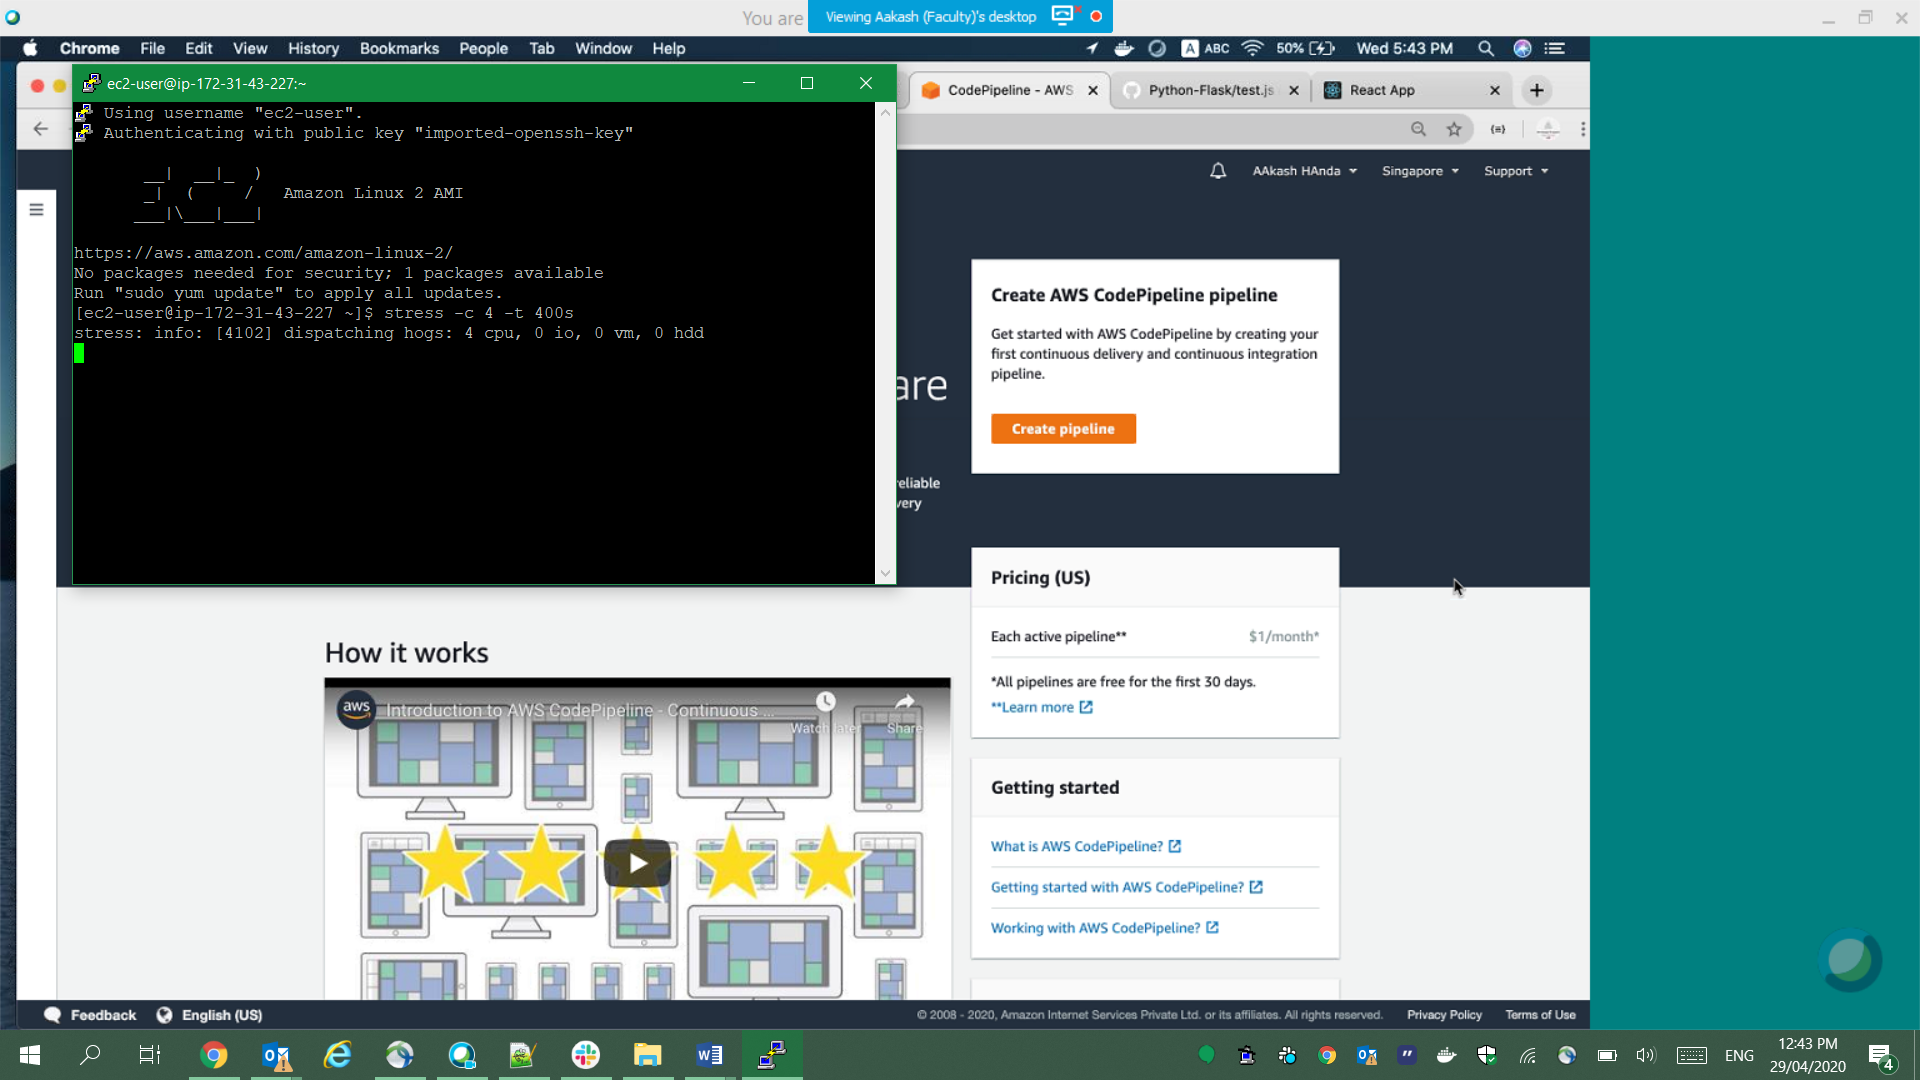 You are
Viewing Aakash (Faculty)'s desktop
Chrome File Edit View History Bookmarks People Tab Window Help
A ABC 50% Wed 5:43 PM
ec2-user@ip-172-31-43-227:~
CodePipeline - AWS
Python-Flask/test.js
React App
Using username "ec2-user".
Authenticating with public key "imported-openssh-key"
__| __|_ )
_| ( /
___|\___|___|
Amazon Linux 2 AMI
https://aws.amazon.com/amazon-linux-2/
No packages needed for security; 1 packages available
Run "sudo yum update" to apply all updates.
[ec2-user@ip-172-31-43-227 ~]$ stress -c 4 -t 400s
stress: info: [4102] dispatching hogs: 4 cpu, 0 io, 0 vm, 0 hdd
AAkash HAnda Singapore Support
are
eliable
very
Create AWS CodePipeline pipeline
Get started with AWS CodePipeline by creating your
first continuous delivery and continuous integration
pipeline.
Create pipeline
Pricing (US)
Each active pipeline** $1/month*
*All pipelines are free for the first 30 days.
**Learn more
How it works
aws
Introduction to AWS CodePipeline - Continuous ...
Watch later
Share
Getting started
What is AWS CodePipeline?
Getting started with AWS CodePipeline?
Working with AWS CodePipeline?
Feedback English (US)
© 2008 - 2020, Amazon Internet Services Private Ltd. or its affiliates. All rights reserved. Privacy Policy Terms of Use
ENG
12:43 PM
29/04/2020
4